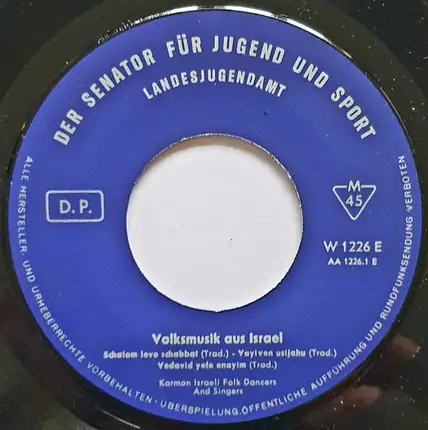 DER SENATOR FÜR JUGEND UND SPORT
LANDESJUGENDAMT
D.P.
M
45
W 1226 E
AA 1226.1 B
Volksmusik aus Israel
Schalom levo schabbat (Trad.) - Vayiven usijahu (Trad.)
Vedavid yefe enayim (Trad.)
Karmon Israeli Folk Dancers
And Singers
ALLE HERSTELLER- UND URHEBERRECHTE VORBEHALTEN · ÜBERSPIELUNG, ÖFFENTLICHE AUFFÜHRUNG UND RUNDFUNKSENDUNG VERBOTEN